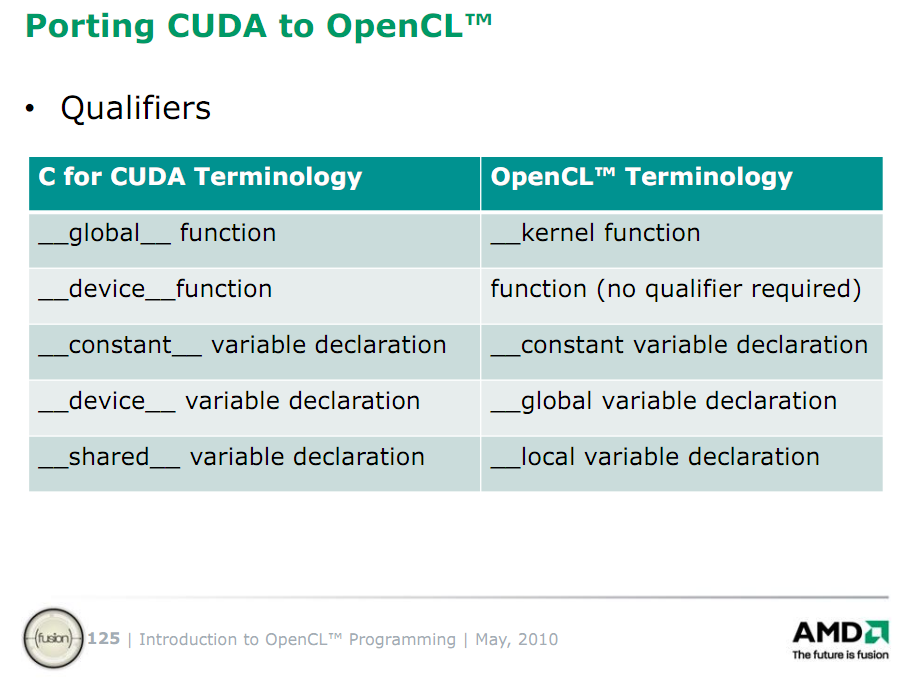 Porting CUDA to OpenCL™
• Qualifiers
C for CUDA Terminology OpenCL™ Terminology
__global__ function __kernel function
__device__function function (no qualifier required)
__constant__ variable declaration __constant variable declaration
__device__ variable declaration __global variable declaration
__shared__ variable declaration __local variable declaration
fusion 125 | Introduction to OpenCL™ Programming | May, 2010
AMD
The future is fusion